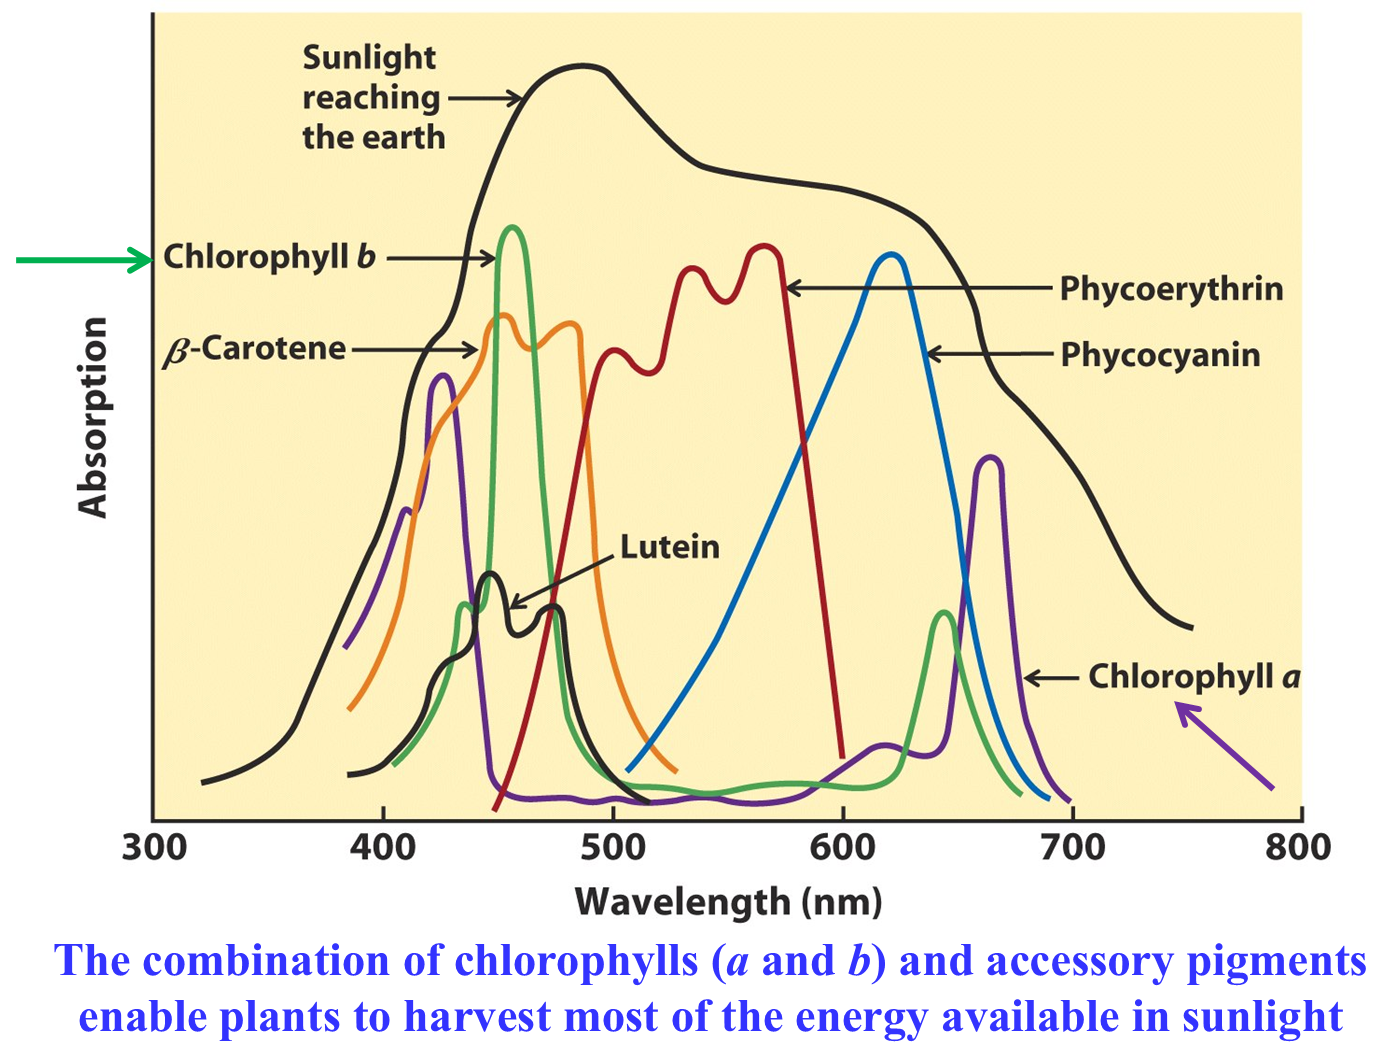 Sunlight
reaching
the earth
Chlorophyll b
β-Carotene
Phycoerythrin
Phycocyanin
Lutein
Chlorophyll a
Absorption
300 400 500 600 700 800
Wavelength (nm)
The combination of chlorophylls (a and b) and accessory pigments
enable plants to harvest most of the energy available in sunlight